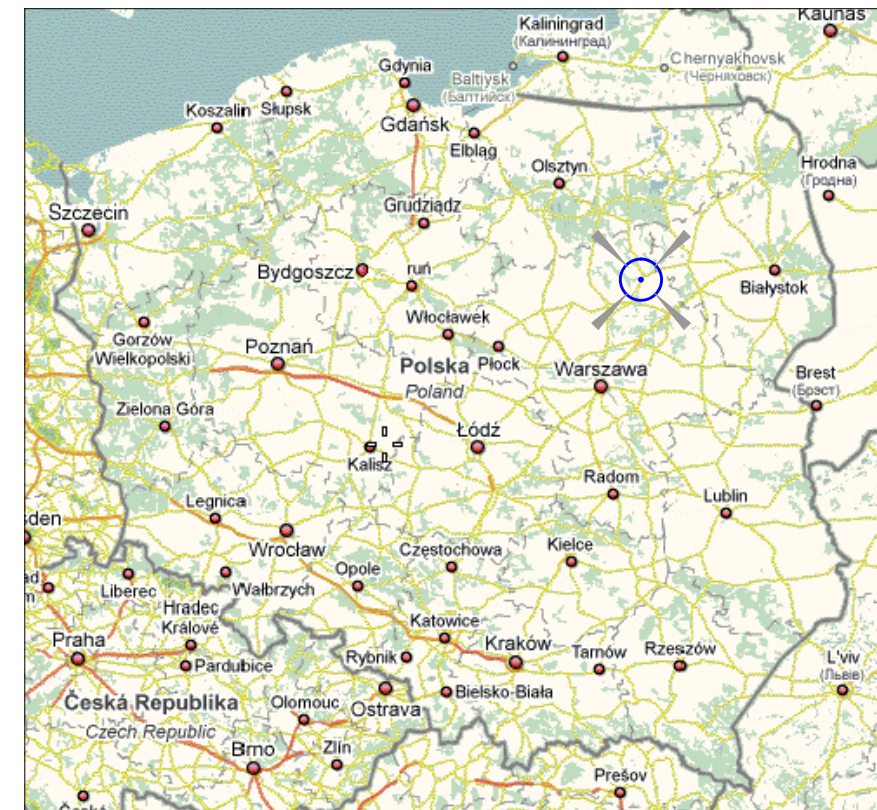 Kaunas
Kaliningrad
(Калининград)
Gdynia
Baltiysk
(Балтийск)
Chernyakhovsk
(Черняховск)
Koszalin
Słupsk
Gdańsk
Elbląg
Olsztyn
Hrodna
(Гродна)
Szczecin
Grudziądz
Bydgoszcz
ruń
Białystok
Włocławek
Gorzów
Wielkopolski
Poznań
Polska
Poland
Płock
Warszawa
Brest
(Брэст)
Zielona Góra
Łódź
Kalisz
Radom
Lublin
Legnica
sden
Wrocław
Częstochowa
Kielce
Opole
Wałbrzych
Liberec
Hradec
Králové
Katowice
Kraków
Praha
Pardubice
Rybnik
Tarnów
Rzeszów
L'viv
(Львів)
Bielsko-Biała
Česká Republika
Czech Republic
Olomouc
Ostrava
Brno
Zlín
Prešov